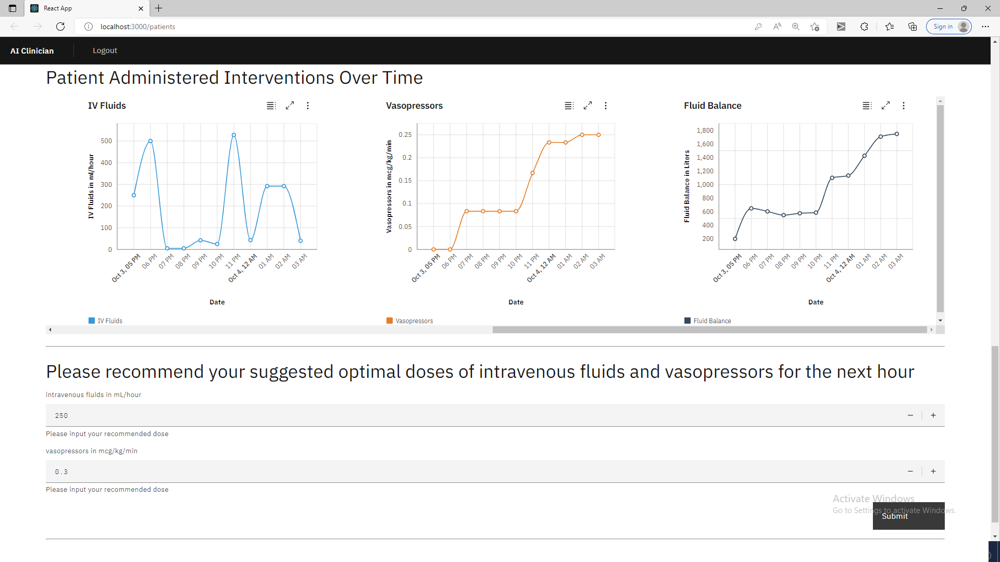 React App
localhost:3000/patients
Sign in
AI Clinician
Logout
Patient Administered Interventions Over Time
IV Fluids
IV Fluids in ml/hour
500
400
300
200
100
0
Oct 3, 05 PM
06 PM
07 PM
08 PM
09 PM
10 PM
11 PM
Oct 4, 12 AM
01 AM
02 AM
03 AM
Date
IV Fluids
Vasopressors
Vasopressors in mcg/kg/min
0.25
0.2
0.15
0.1
0.05
0
Oct 3, 05 PM
06 PM
07 PM
08 PM
09 PM
10 PM
11 PM
Oct 4, 12 AM
01 AM
02 AM
03 AM
Date
Vasopressors
Fluid Balance
Fluid Balance in Liters
1,800
1,600
1,400
1,200
1,000
800
600
400
200
Oct 3, 05 PM
06 PM
07 PM
08 PM
09 PM
10 PM
11 PM
Oct 4, 12 AM
01 AM
02 AM
03 AM
Date
Fluid Balance
Please recommend your suggested optimal doses of intravenous fluids and vasopressors for the next hour
intravenous fluids in mL/hour
250
Please input your recommended dose
vasopressors in mcg/kg/min
0.3
Please input your recommended dose
Activate Windows
Go to Settings to activate Windows.
Submit